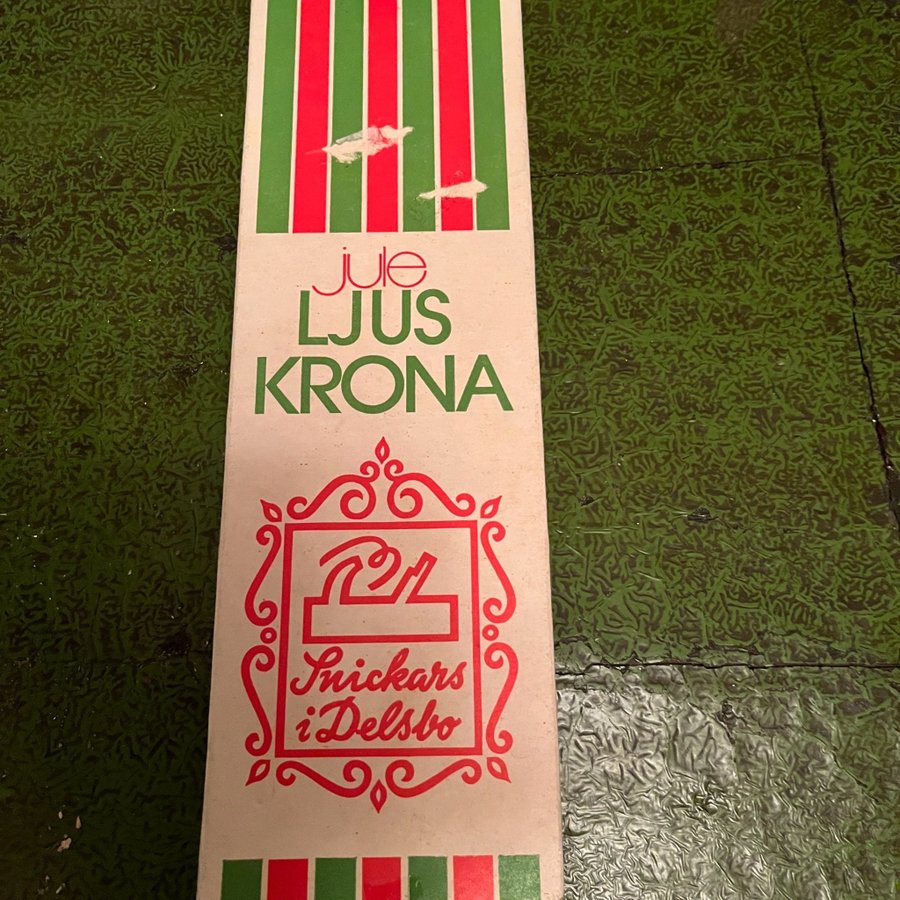 jule
LJUS
KRONA
Snickars
i Delsbo